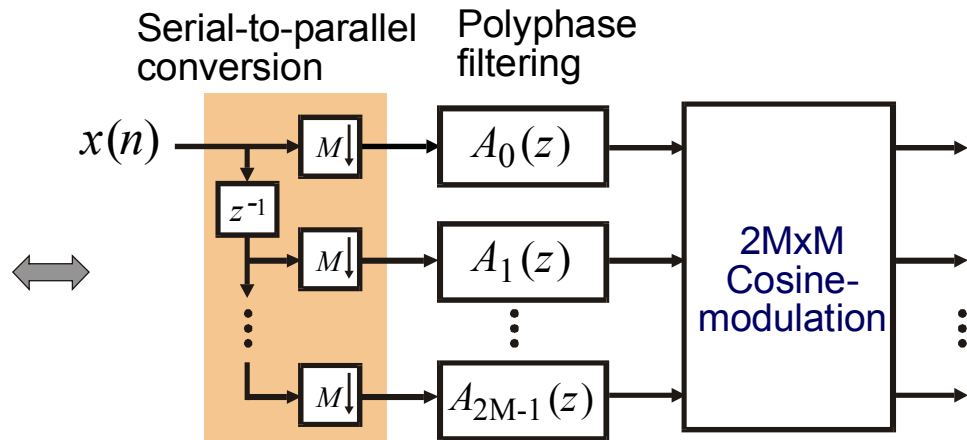 Serial-to-parallel
conversion
Polyphase
filtering
x(n)
M↓
A₀(z)
z⁻¹
M↓
A₁(z)
M↓
A₂M-₁(z)
2MxM
Cosine-
modulation